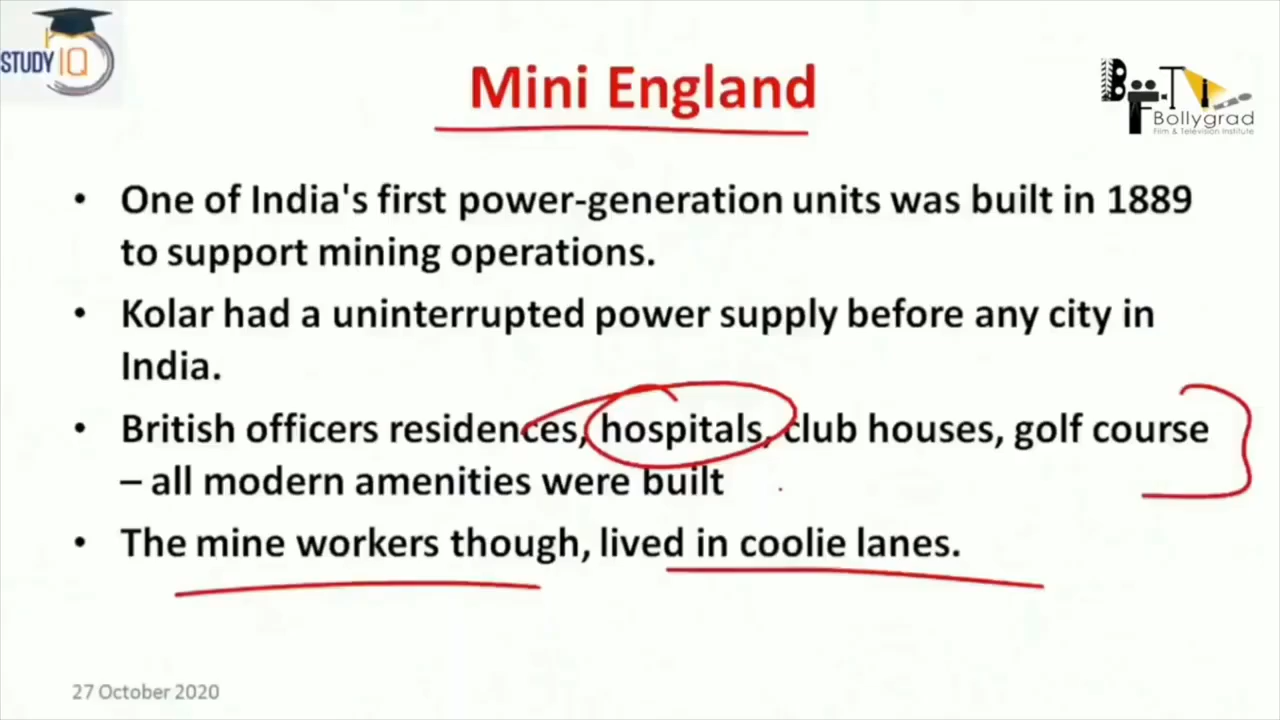 STUDY IQ
Mini England
BFTI
Bollygrad
Film & Television Institute
• One of India's first power-generation units was built in 1889
to support mining operations.
• Kolar had a uninterrupted power supply before any city in
India.
• British officers residences, hospitals, club houses, golf course
– all modern amenities were built
• The mine workers though, lived in coolie lanes.
27 October 2020